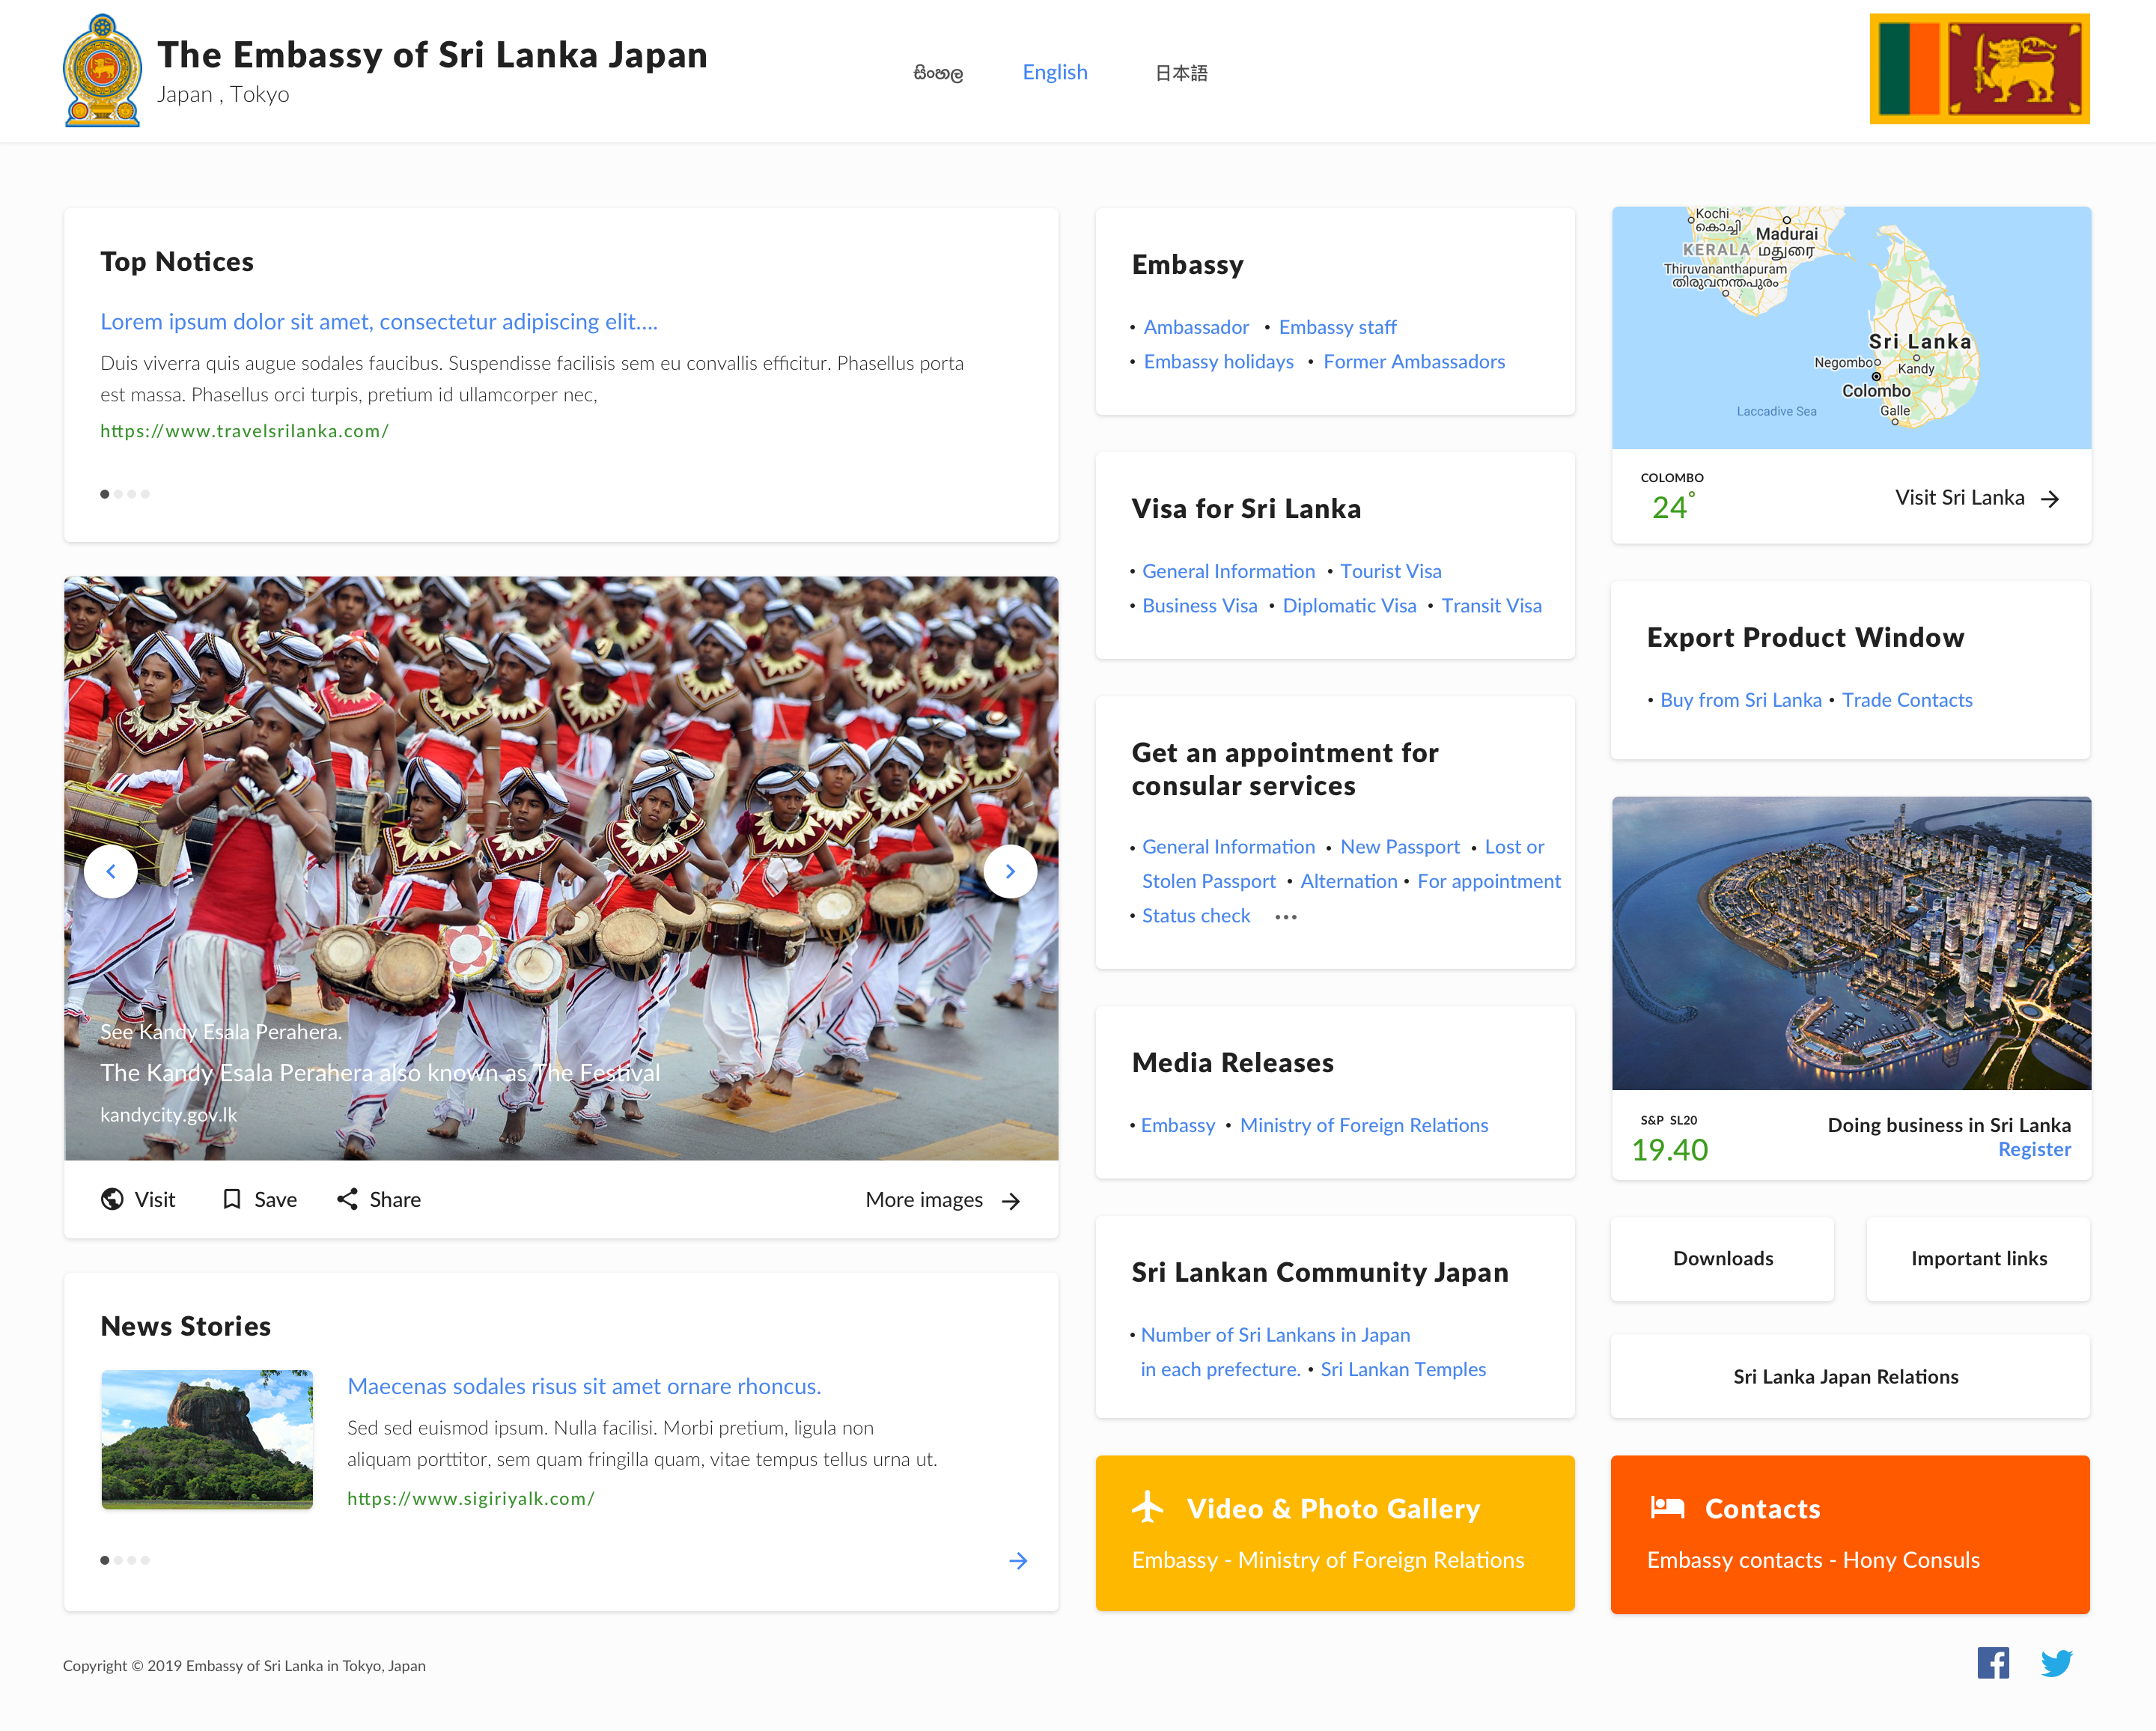 The Embassy of Sri Lanka Japan
Japan , Tokyo
සිංහල
English
日本語
Top Notices
Lorem ipsum dolor sit amet, consectetur adipiscing elit....
Duis viverra quis augue sodales faucibus. Suspendisse facilisis sem eu convallis efficitur. Phasellus porta
est massa. Phasellus orci turpis, pretium id ullamcorper nec,
https://www.travelsrilanka.com/
See Kandy Esala Perahera.
The Kandy Esala Perahera also known as The Festival
kandycity.gov.lk
Visit
Save
Share
More images
News Stories
Maecenas sodales risus sit amet ornare rhoncus.
Sed sed euismod ipsum. Nulla facilisi. Morbi pretium, ligula non
aliquam porttitor, sem quam fringilla quam, vitae tempus tellus urna ut.
https://www.sigiriyalk.com/
Embassy
• Ambassador • Embassy staff
• Embassy holidays • Former Ambassadors
Visa for Sri Lanka
• General Information • Tourist Visa
• Business Visa • Diplomatic Visa • Transit Visa
Get an appointment for
consular services
• General Information • New Passport • Lost or
Stolen Passport • Alternation • For appointment
• Status check •••
Media Releases
• Embassy • Ministry of Foreign Relations
Sri Lankan Community Japan
• Number of Sri Lankans in Japan
in each prefecture. • Sri Lankan Temples
Video & Photo Gallery
Embassy - Ministry of Foreign Relations
Kochi
കൊച്ചി
Madurai
மதுரை
KERALA
Thiruvananthapuram
തിരുവനന്തപുരം
Sri Lanka
Negombo
Kandy
Colombo
Galle
Laccadive Sea
COLOMBO
24°
Visit Sri Lanka
Export Product Window
• Buy from Sri Lanka • Trade Contacts
S&P SL20
19.40
Doing business in Sri Lanka
Register
Downloads
Important links
Sri Lanka Japan Relations
Contacts
Embassy contacts - Hony Consuls
Copyright © 2019 Embassy of Sri Lanka in Tokyo, Japan